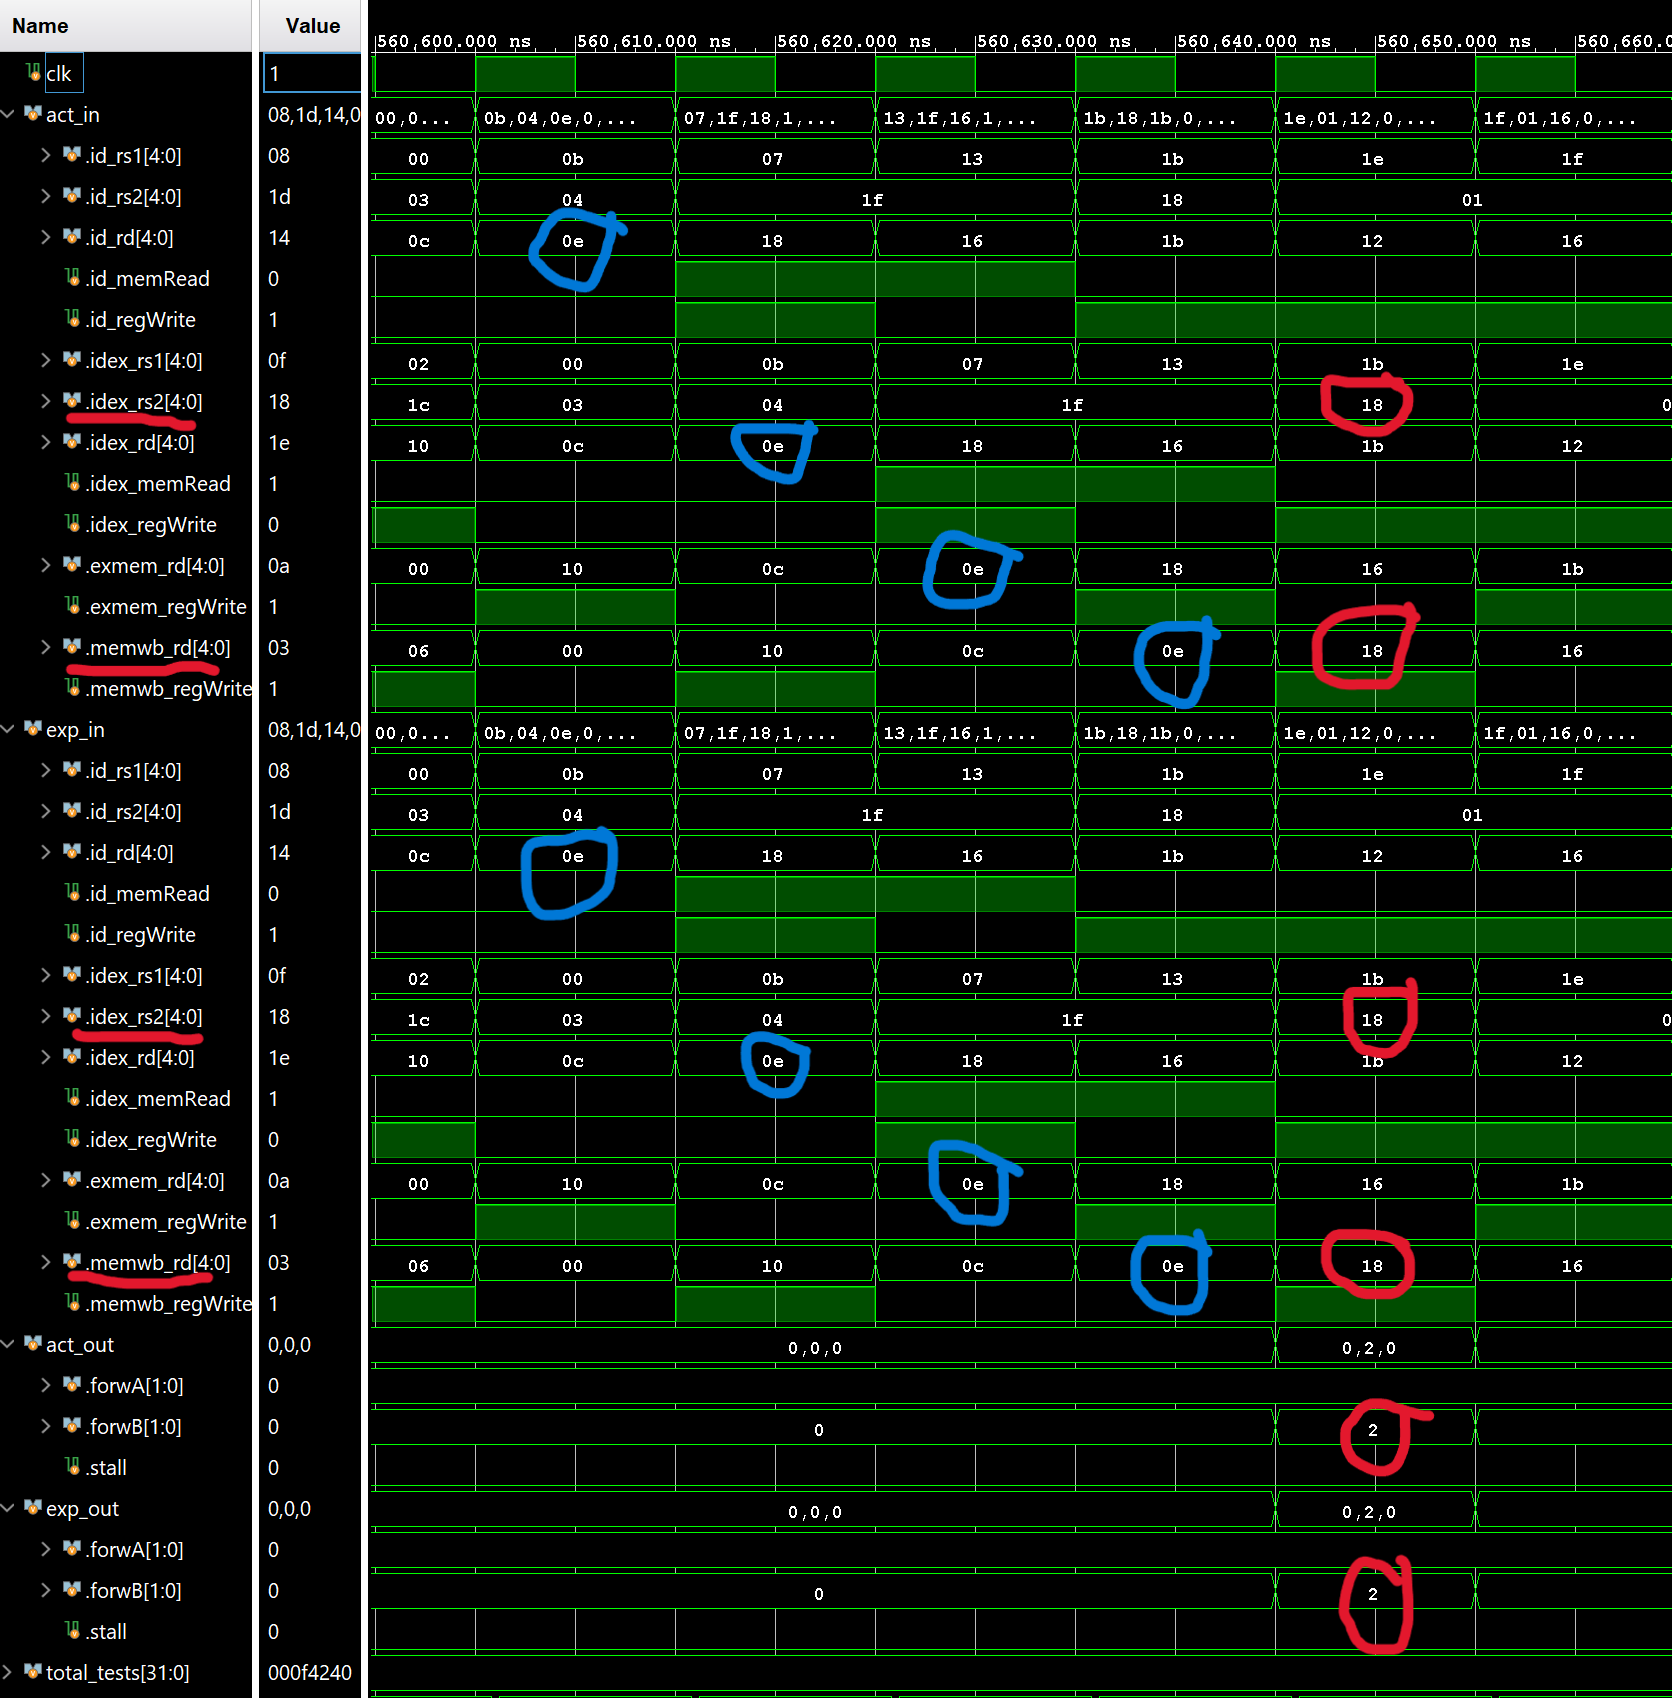 Name Value 560,600.000 ns 560,610.000 ns 560,620.000 ns 560,630.000 ns 560,640.000 ns 560,650.000 ns 560,660.0
clk 1
act_in 08,1d,14,0 00,0... 0b,04,0e,0,... 07,1f,18,1,... 13,1f,16,1,... 1b,18,1b,0,... 1e,01,12,0,... 1f,01,16,0,...
.id_rs1[4:0] 08 00 0b 07 13 1b 1e 1f
.id_rs2[4:0] 1d 03 04 1f 18 01
.id_rd[4:0] 14 0c 0e 18 16 1b 12 16
.id_memRead 0
.id_regWrite 1
.idex_rs1[4:0] 0f 02 00 0b 07 13 1b 1e
.idex_rs2[4:0] 18 1c 03 04 1f 18 0
.idex_rd[4:0] 1e 10 0c 0e 18 16 1b 12
.idex_memRead 1
.idex_regWrite 0
.exmem_rd[4:0] 0a 00 10 0c 0e 18 16 1b
.exmem_regWrite 1
.memwb_rd[4:0] 03 06 00 10 0c 0e 18 16
.memwb_regWrite 1
exp_in 08,1d,14,0 00,0... 0b,04,0e,0,... 07,1f,18,1,... 13,1f,16,1,... 1b,18,1b,0,... 1e,01,12,0,... 1f,01,16,0,...
.id_rs1[4:0] 08 00 0b 07 13 1b 1e 1f
.id_rs2[4:0] 1d 03 04 1f 18 01
.id_rd[4:0] 14 0c 0e 18 16 1b 12 16
.id_memRead 0
.id_regWrite 1
.idex_rs1[4:0] 0f 02 00 0b 07 13 1b 1e
.idex_rs2[4:0] 18 1c 03 04 1f 18 0
.idex_rd[4:0] 1e 10 0c 0e 18 16 1b 12
.idex_memRead 1
.idex_regWrite 0
.exmem_rd[4:0] 0a 00 10 0c 0e 18 16 1b
.exmem_regWrite 1
.memwb_rd[4:0] 03 06 00 10 0c 0e 18 16
.memwb_regWrite 1
act_out 0,0,0 0,0,0 0,2,0
.forwA[1:0] 0
.forwB[1:0] 0 0 2
.stall 0
exp_out 0,0,0 0,0,0 0,2,0
.forwA[1:0] 0
.forwB[1:0] 0 0 2
.stall 0
total_tests[31:0] 000f4240